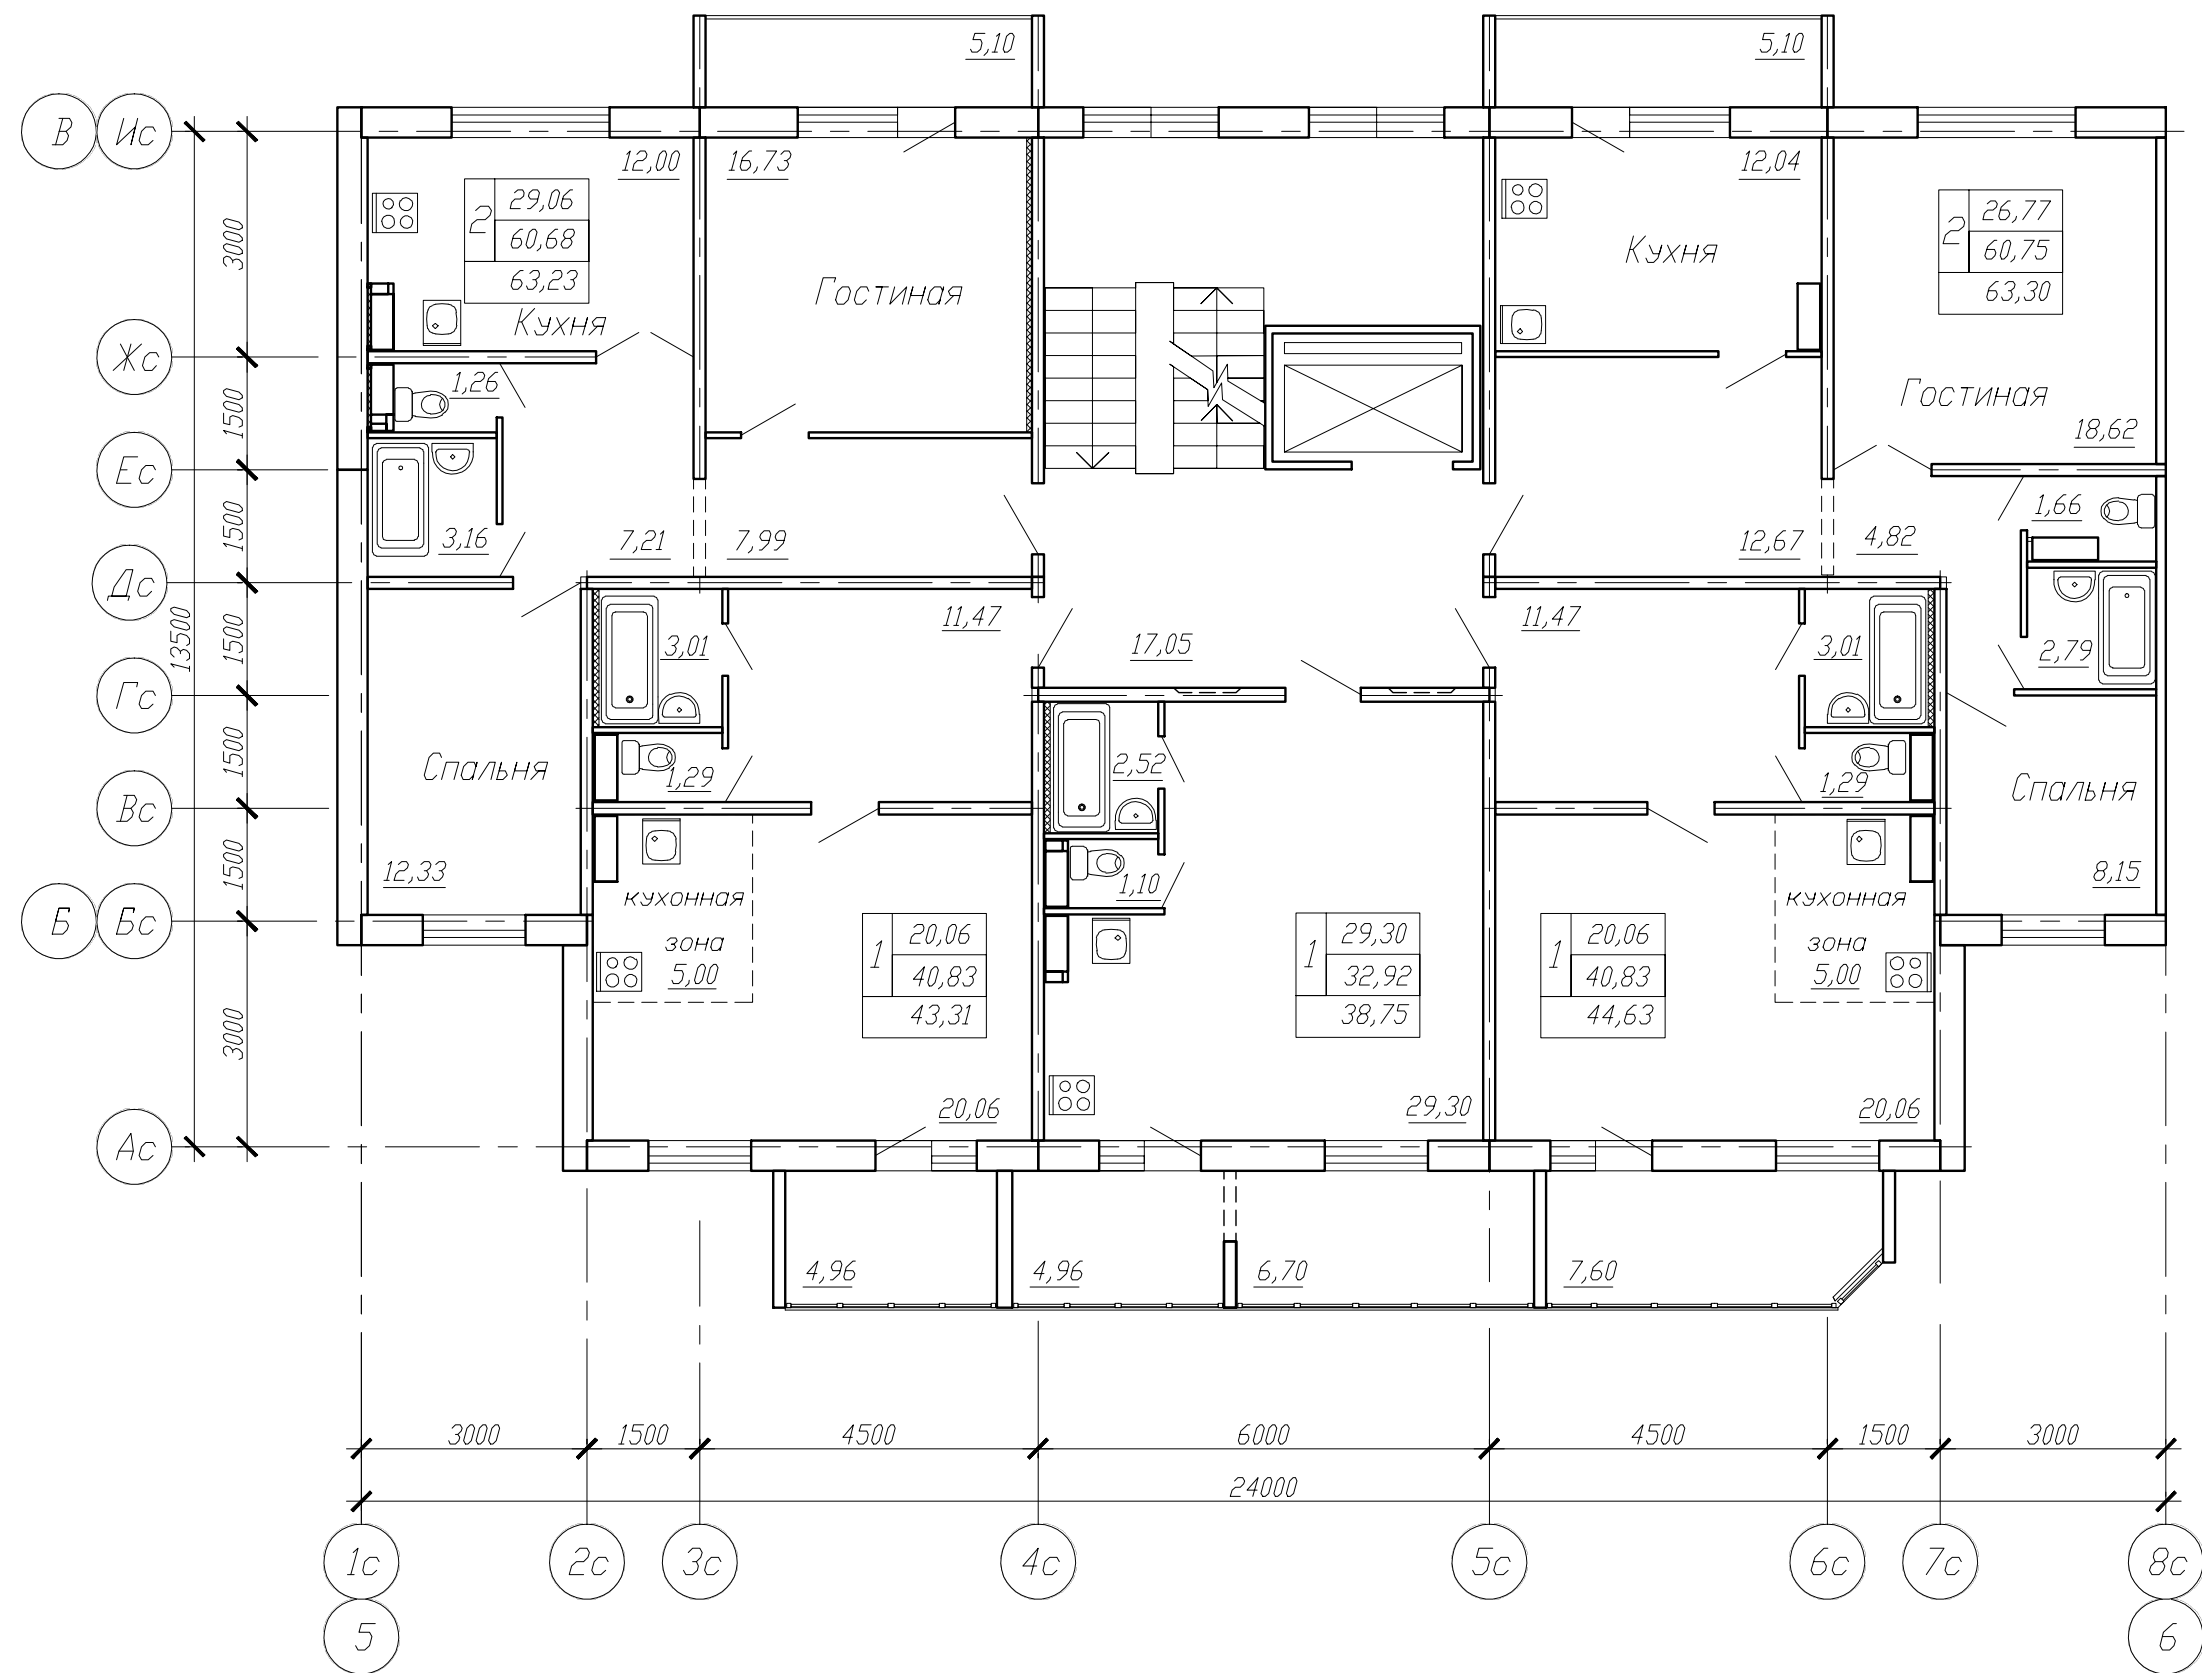 5,10
5,10
В
Ис
12,00
16,73
12,04
2
29,06
60,68
63,23
2
26,77
60,75
63,30
3000
Кухня
Гостиная
Кухня
Жс
1,26
Гостиная
18,62
1500
Ес
3,16
7,21
7,99
12,67
4,82
1,66
1500
Дс
13500
3,01
11,47
17,05
11,47
3,01
2,79
1500
Гс
Спальня
1,29
2,52
1,29
Спальня
1500
Вс
12,33
1,10
8,15
1500
Б
Бс
кухонная
зона
5,00
1
20,06
40,83
43,31
1
29,30
32,92
38,75
1
20,06
40,83
44,63
кухонная
зона
5,00
3000
20,06
29,30
20,06
Ас
4,96
4,96
6,70
7,60
3000
1500
4500
6000
4500
1500
3000
24000
1с
2с
3с
4с
5с
6с
7с
8с
5
6